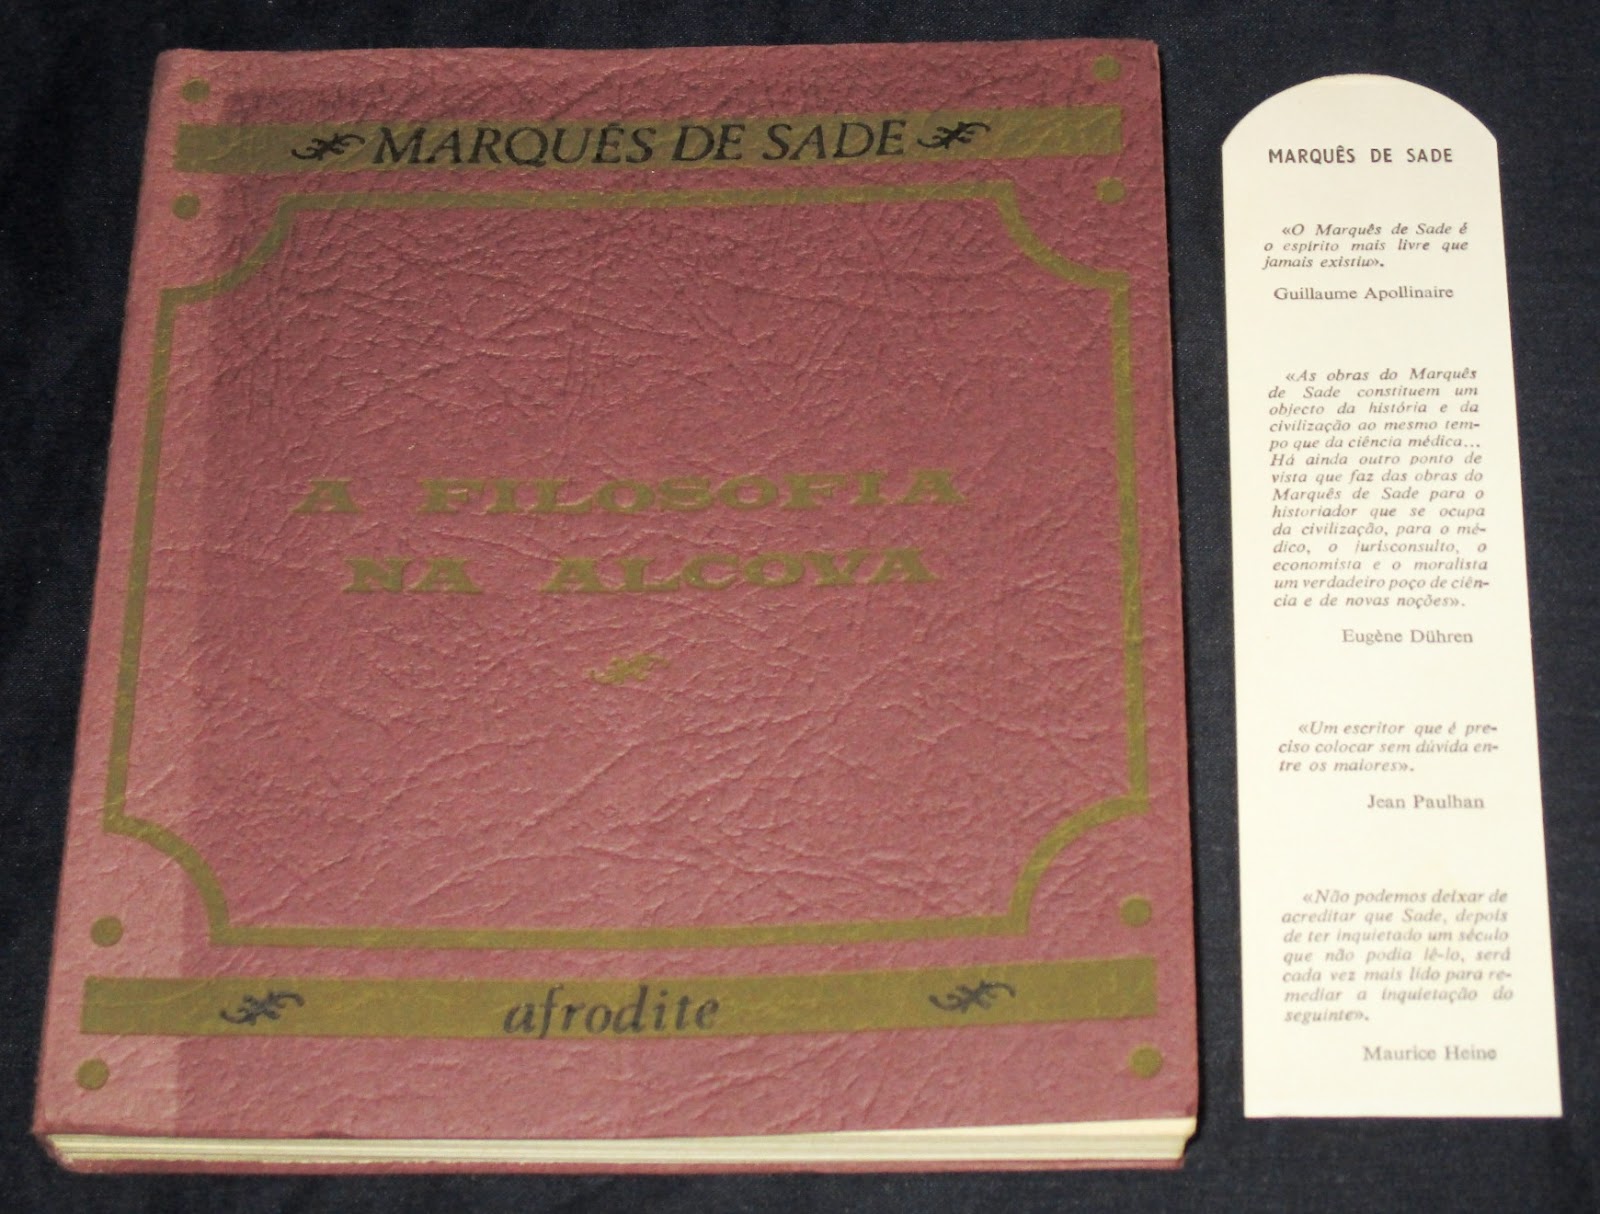 MARQUÊS DE SADE
A FILOSOFIA
NA ALCOVA
afrodite
MARQUÊS DE SADE
«O Marquês de Sade é
o espírito mais livre que
jamais existiu».
Guillaume Apollinaire
«As obras do Marquês
de Sade constituem um
objecto da história e da
civilização ao mesmo tem-
po que da ciência médica...
Há ainda outro ponto de
vista que faz das obras do
Marquês de Sade para o
historiador que se ocupa
da civilização, para o mé-
dico, o jurisconsulto, o
economista e o moralista
um verdadeiro poço de ciên-
cia e de novas noções».
Eugène Dühren
«Um escritor que é pre-
ciso colocar sem dúvida en-
tre os maiores».
Jean Paulhan
«Não podemos deixar de
acreditar que Sade, depois
de ter inquietado um século
que não podia lê-lo, será
cada vez mais lido para re-
mediar a inquietação do
seguinte».
Maurice Heine